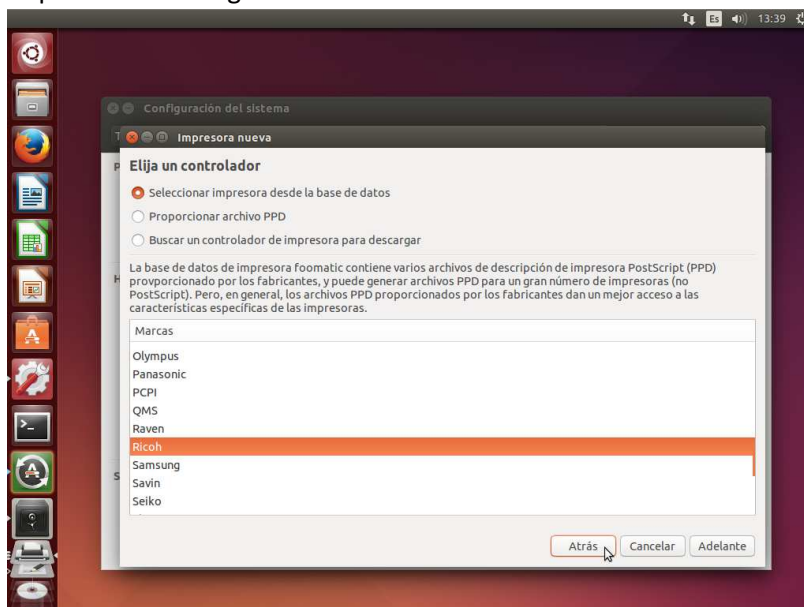 Es 13:39
Configuración del sistema
Impresora nueva
Elija un controlador
Seleccionar impresora desde la base de datos
Proporcionar archivo PPD
Buscar un controlador de impresora para descargar
La base de datos de impresora foomatic contiene varios archivos de descripción de impresora PostScript (PPD)
provporcionado por los fabricantes, y puede generar archivos PPD para un gran número de impresoras (no
PostScript). Pero, en general, los archivos PPD proporcionados por los fabricantes dan un mejor acceso a las
características específicas de las impresoras.
Marcas
Olympus
Panasonic
PCPI
QMS
Raven
Ricoh
Samsung
Savin
Seiko
Atrás Cancelar Adelante